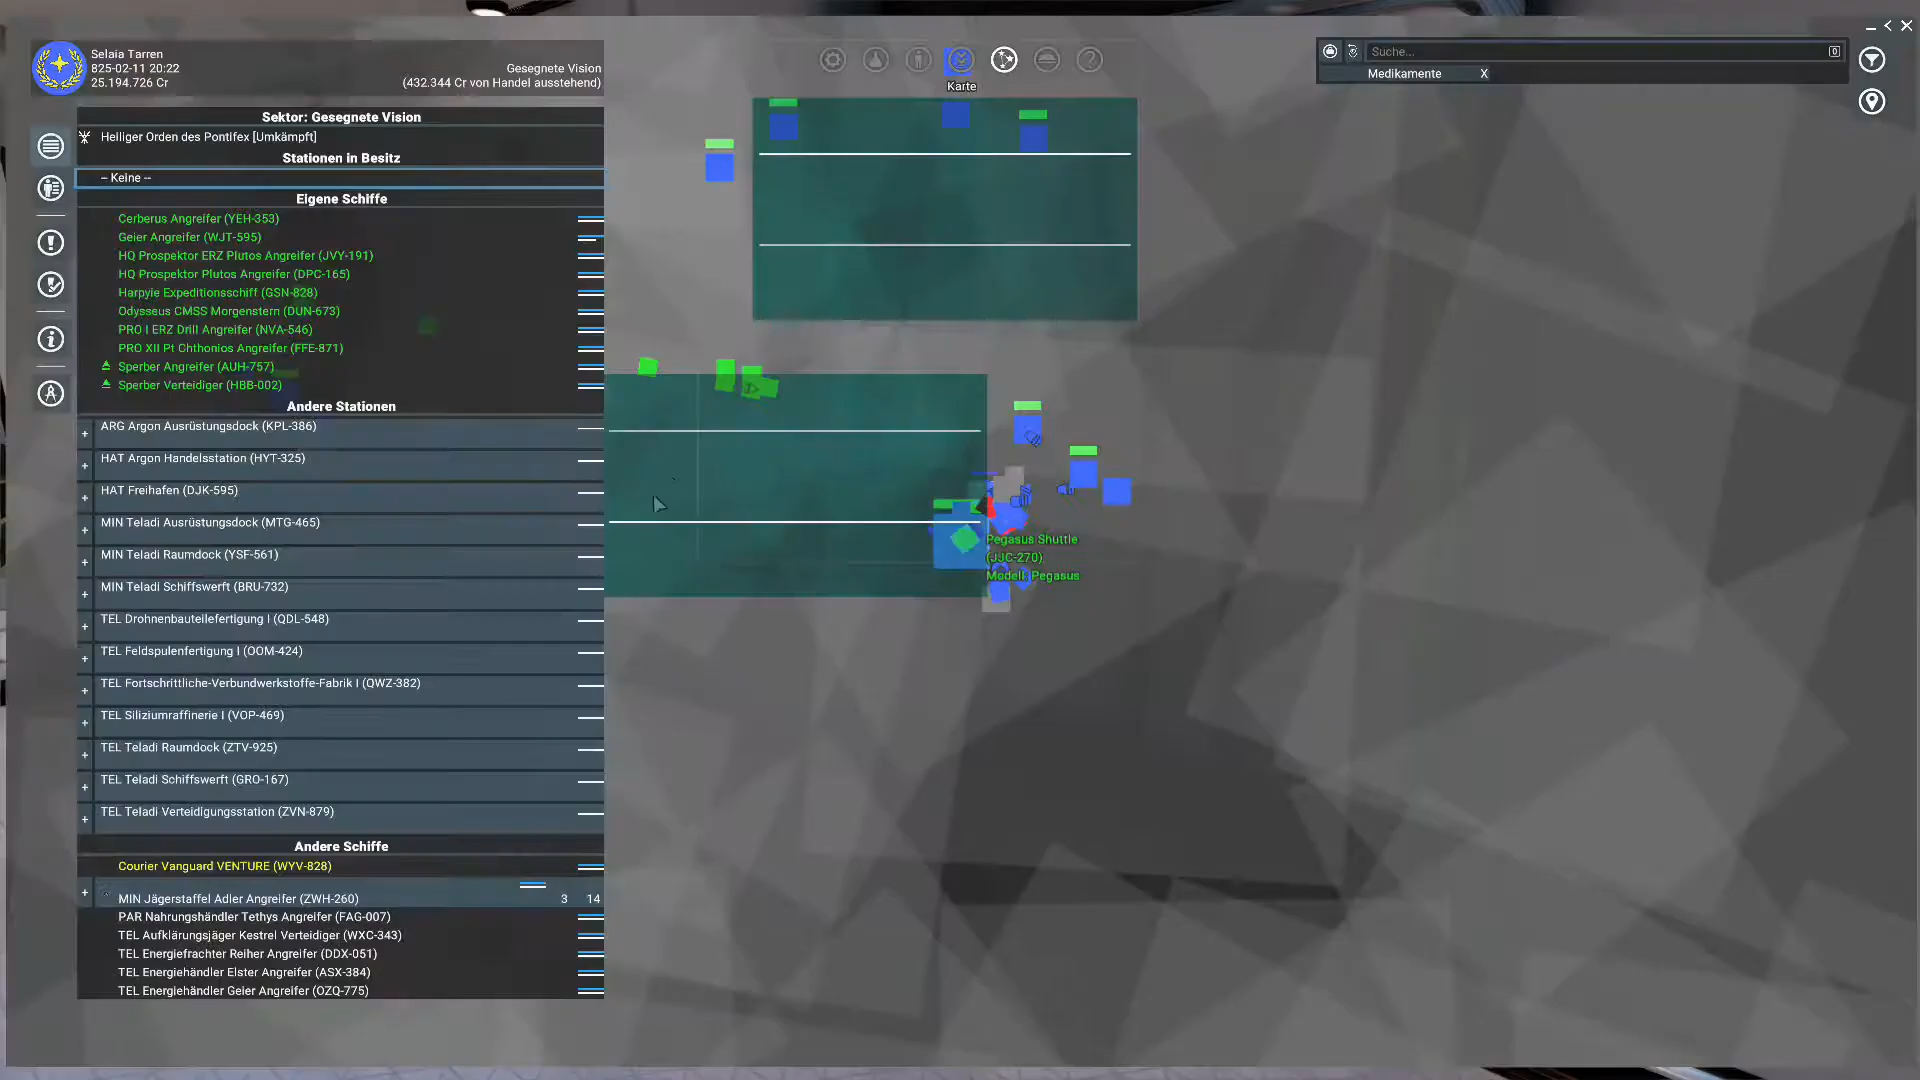 Selaia Tarren
825-02-11 20:22
25.194.726 Cr
Gesegnete Vision
(432.344 Cr von Handel ausstehend)
Karte
Suche...
0
Medikamente X
Sektor: Gesegnete Vision
Heiliger Orden des Pontifex [Umkämpft]
Stationen in Besitz
-- Keine --
Eigene Schiffe
Cerberus Angreifer (YEH-353)
Geier Angreifer (WJT-595)
HQ Prospektor ERZ Plutos Angreifer (JVY-191)
HQ Prospektor Plutos Angreifer (DPC-165)
Harpyie Expeditionsschiff (GSN-828)
Odysseus CMSS Morgenstern (DUN-673)
PRO I ERZ Drill Angreifer (NVA-546)
PRO XII Pt Chthonios Angreifer (FFE-871)
Sperber Angreifer (AUH-757)
Sperber Verteidiger (HBB-002)
Andere Stationen
ARG Argon Ausrüstungsdock (KPL-386)
HAT Argon Handelsstation (HYT-325)
HAT Freihafen (DJK-595)
MIN Teladi Ausrüstungsdock (MTG-465)
MIN Teladi Raumdock (YSF-561)
MIN Teladi Schiffswerft (BRU-732)
TEL Drohnenbauteilefertigung I (QDL-548)
TEL Feldspulenfertigung I (OOM-424)
TEL Fortschrittliche-Verbundwerkstoffe-Fabrik I (QWZ-382)
TEL Siliziumraffinerie I (VOP-469)
TEL Teladi Raumdock (ZTV-925)
TEL Teladi Schiffswerft (GRO-167)
TEL Teladi Verteidigungsstation (ZVN-879)
Andere Schiffe
Courier Vanguard VENTURE (WYV-828)
MIN Jägerstaffel Adler Angreifer (ZWH-260) 3 14
PAR Nahrungshändler Tethys Angreifer (FAG-007)
TEL Aufklärungsjäger Kestrel Verteidiger (WXC-343)
TEL Energiefrachter Reiher Angreifer (DDX-051)
TEL Energiehändler Elster Angreifer (ASX-384)
TEL Energiehändler Geier Angreifer (OZQ-775)
Pegasus Shuttle
(JJC-270)
Modell: Pegasus